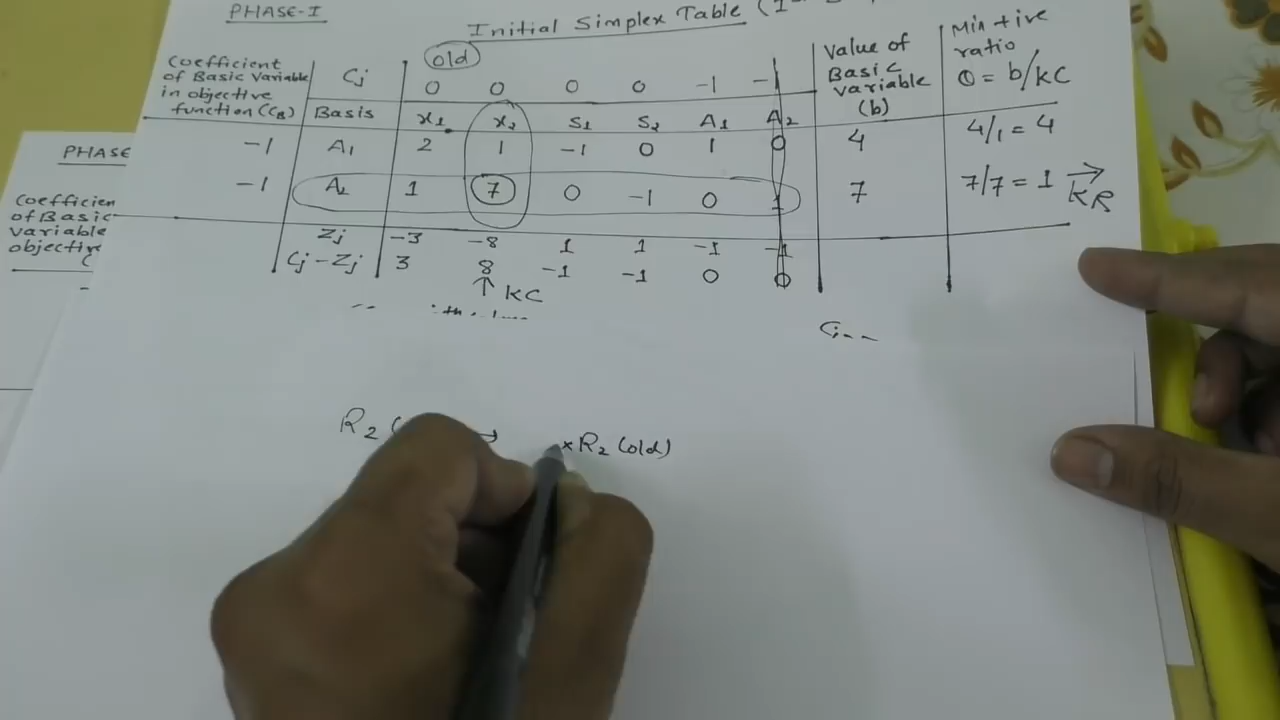 PHASE-I
Initial Simplex Table
old
Coefficient of Basic Variable in objective function (CB) Cj 0 0 0 0 -1 -1 Value of Basic Variable (b) Min +ive ratio θ = b/KC
Basis x1 x2 S1 S2 A1 A2
-1 A1 2 1 -1 0 1 0 4 4/1 = 4
-1 A2 1 7 0 -1 0 1 7 7/7 = 1 → KR
Zj -3 -8 1 1 -1 -1
Cj - Zj 3 8 -1 -1 0 0
↑ KC
PHASE
Coefficien
of Basic
Variable
objective
R2 ( → × R2 (old)